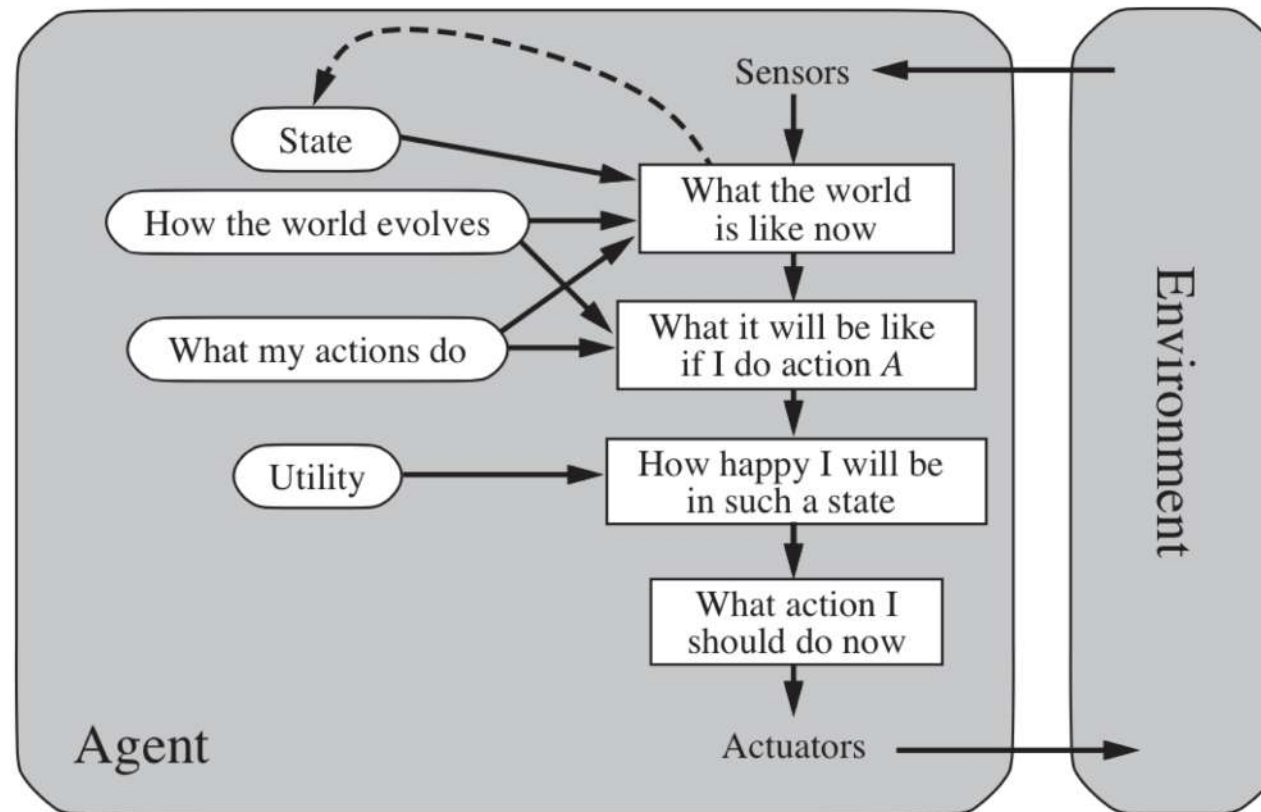 Sensors
State
What the world
is like now
How the world evolves
What it will be like
if I do action A
What my actions do
How happy I will be
in such a state
Utility
What action I
should do now
Agent
Actuators
Environment